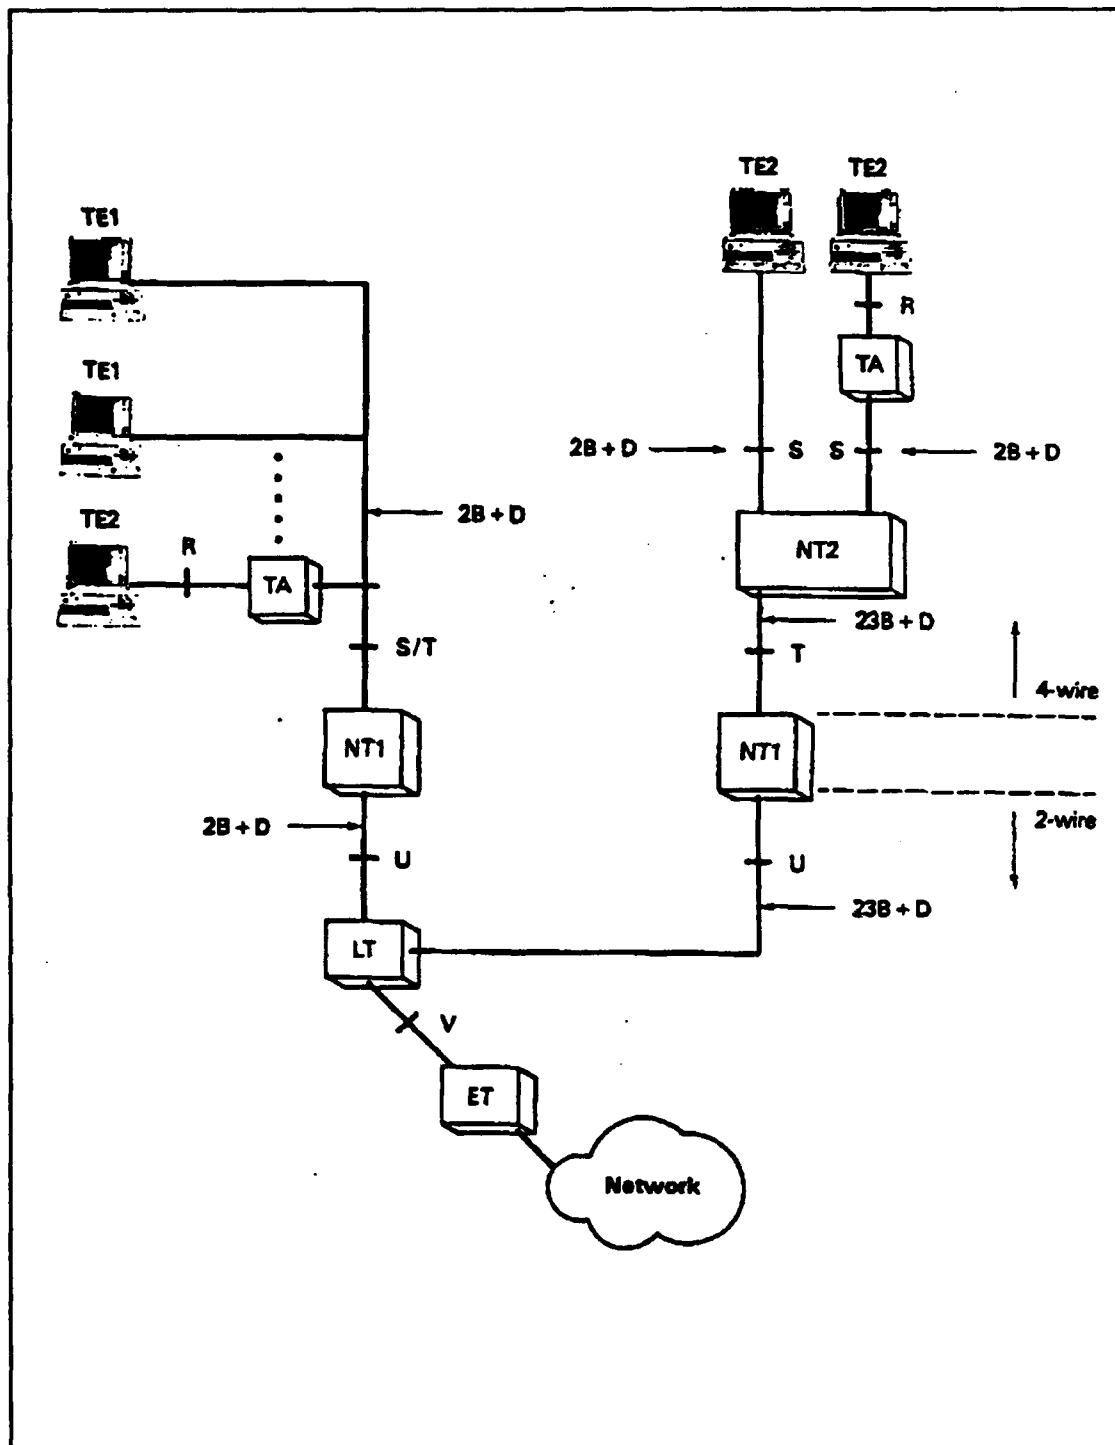 TE2 TE2
TE1
R
TE1
TA
2B + D S S 2B + D
2B + D
TE2
R
TA
NT2
23B + D
S/T
T
4-wire
NT1
NT1
2B + D
2-wire
U
U
23B + D
LT
V
ET
Network